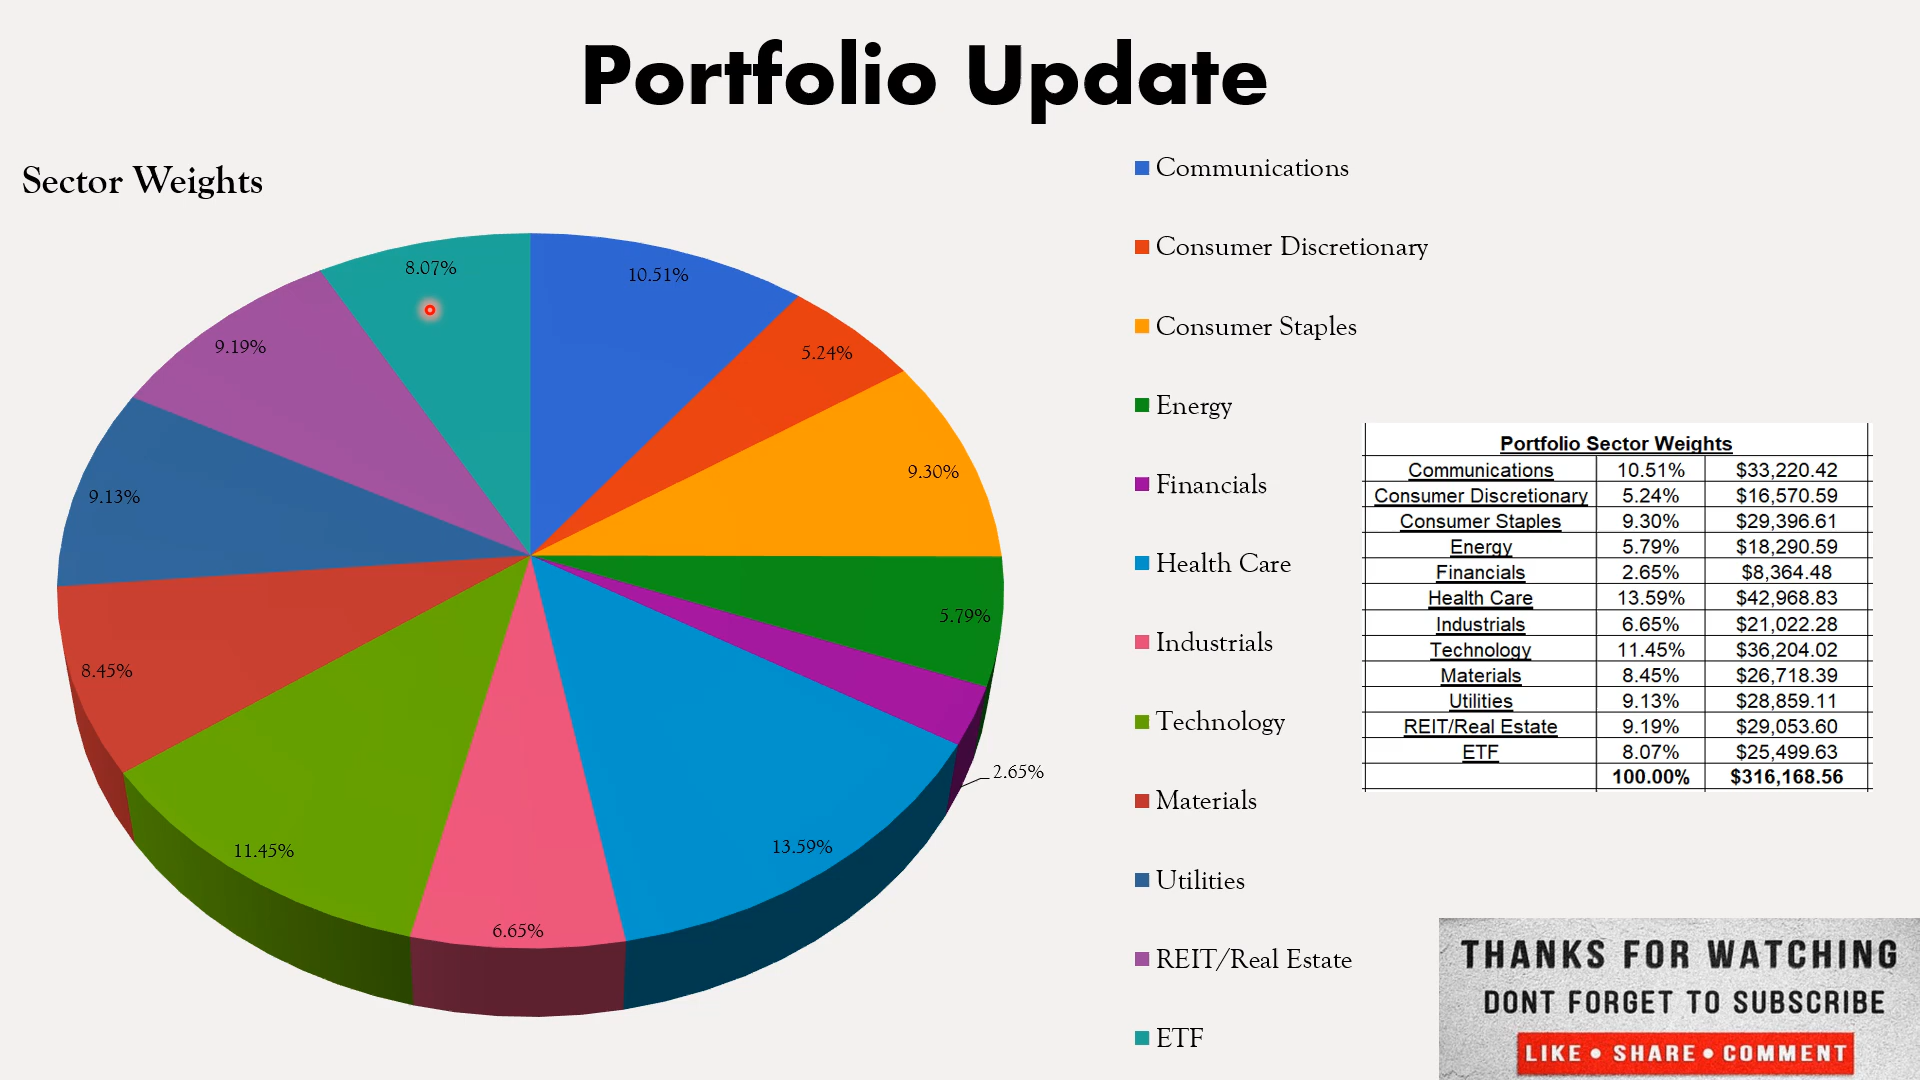 Portfolio Update
Sector Weights
8.07%
10.51%
9.19%
5.24%
9.30%
9.13%
5.79%
8.45%
2.65%
11.45%
13.59%
6.65%
Communications
Consumer Discretionary
Consumer Staples
Energy
Financials
Health Care
Industrials
Technology
Materials
Utilities
REIT/Real Estate
ETF
Portfolio Sector Weights
Communications 10.51% $33,220.42
Consumer Discretionary 5.24% $16,570.59
Consumer Staples 9.30% $29,396.61
Energy 5.79% $18,290.59
Financials 2.65% $8,364.48
Health Care 13.59% $42,968.83
Industrials 6.65% $21,022.28
Technology 11.45% $36,204.02
Materials 8.45% $26,718.39
Utilities 9.13% $28,859.11
REIT/Real Estate 9.19% $29,053.60
ETF 8.07% $25,499.63
100.00% $316,168.56
THANKS FOR WATCHING
DONT FORGET TO SUBSCRIBE
LIKE • SHARE • COMMENT